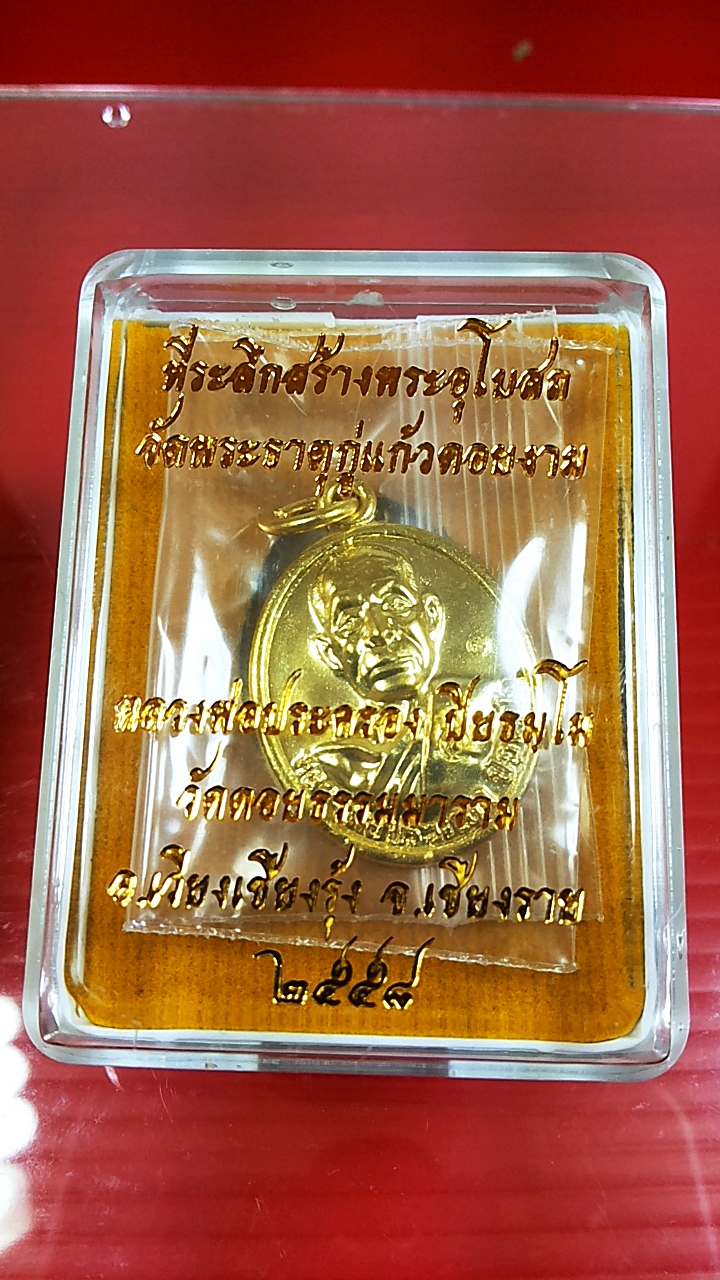 ที่ระลึกสร้างพระอุโบสถ
วัดพระธาตุกู่แก้วดอยงาม
หลวงพ่อประครอง ปิยธมฺโม
วัดดอยธรรมมาราม
อ.เวียงเชียงรุ้ง จ.เชียงราย
๒๕๕๘